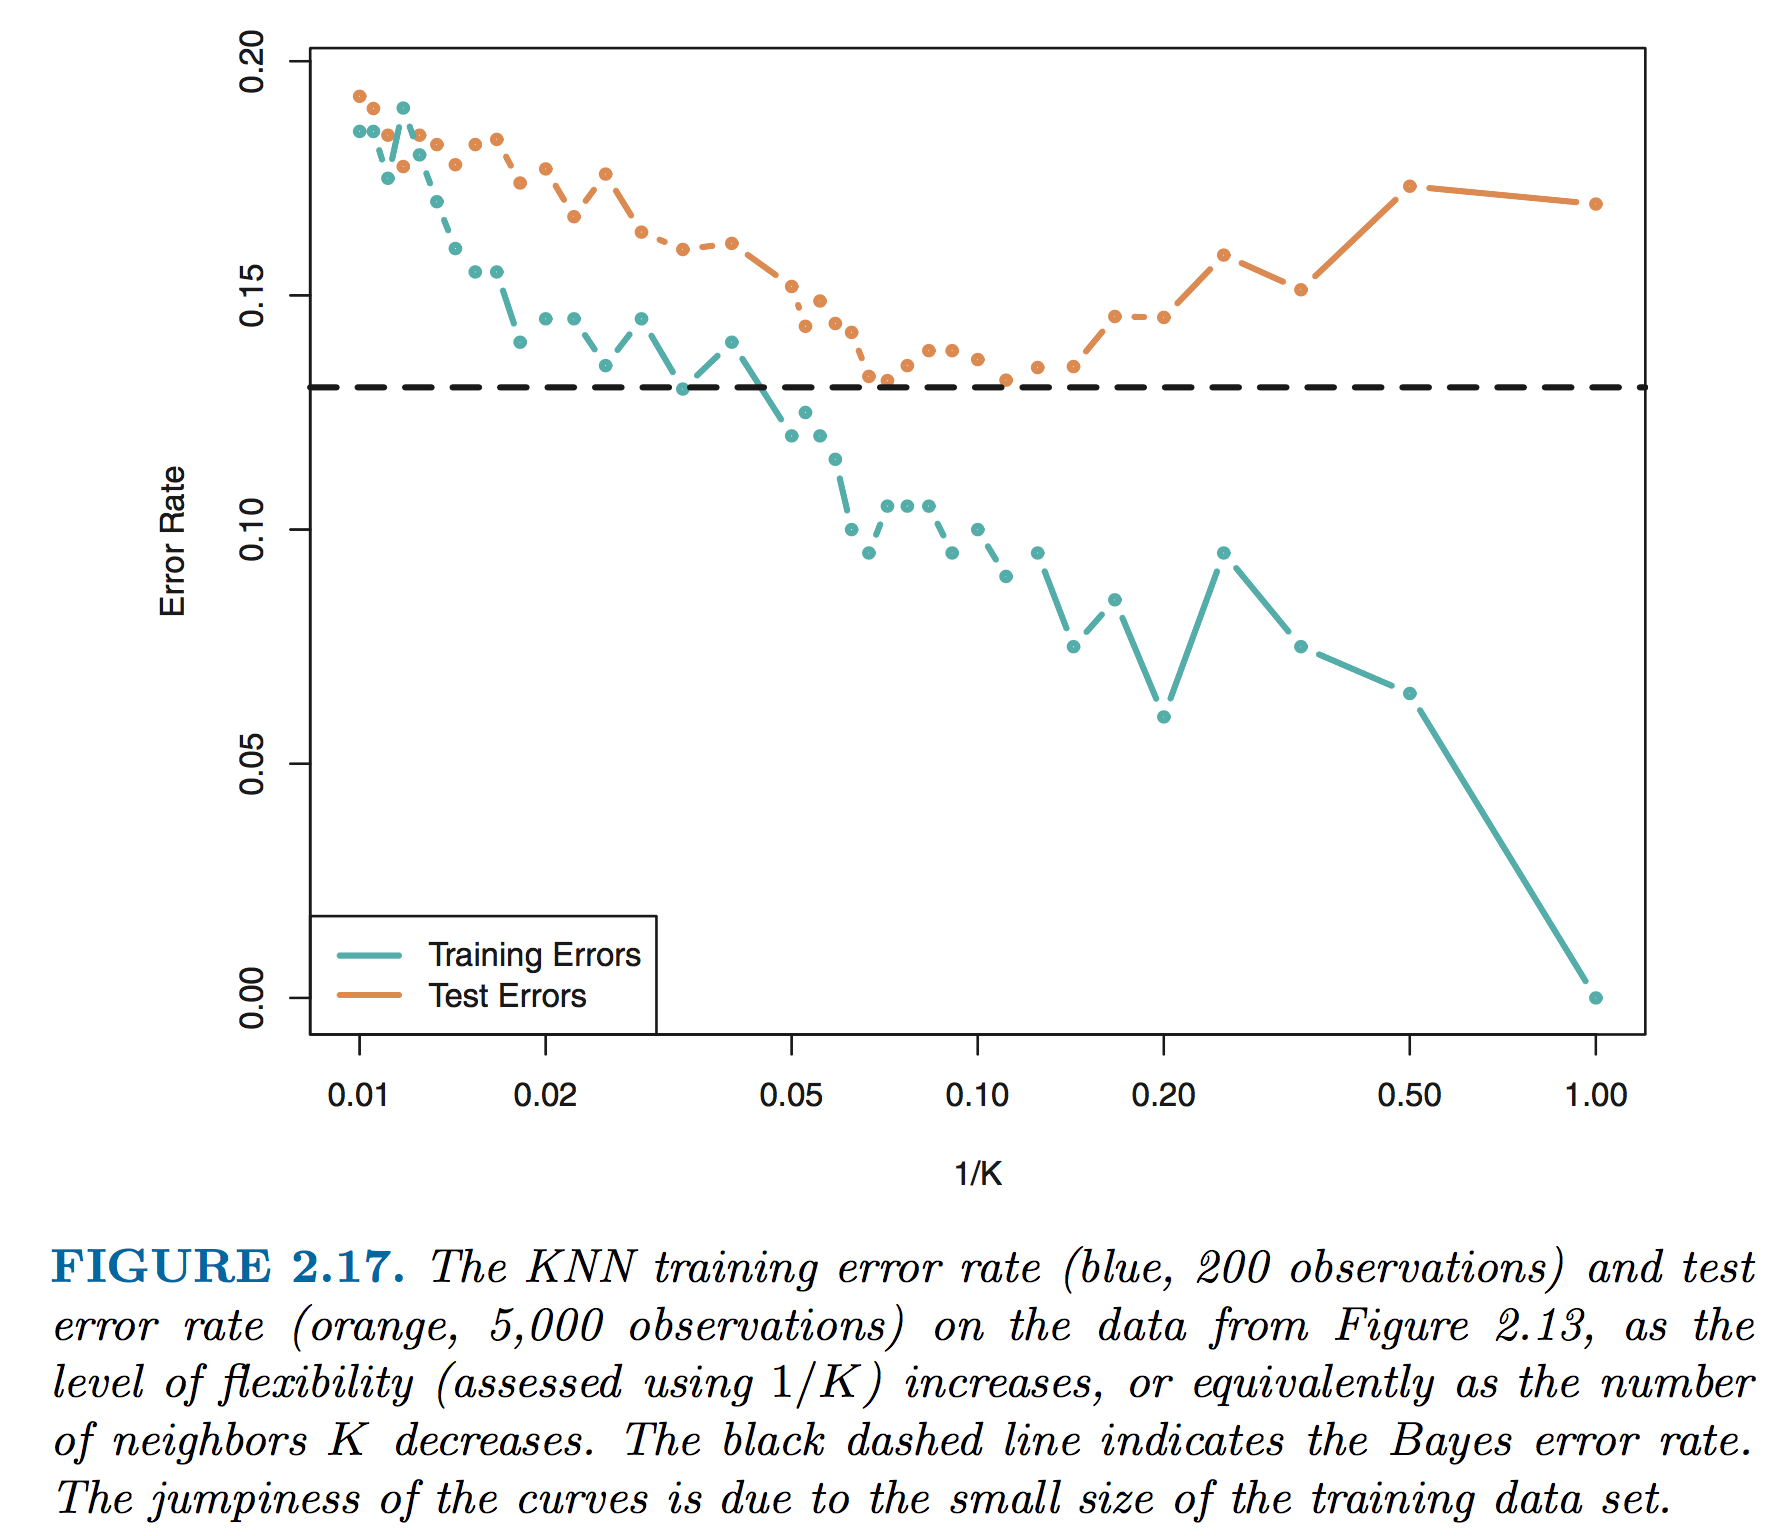 0.20
0.15
0.10
0.05
0.00
Error Rate
Training Errors
Test Errors
0.01 0.02 0.05 0.10 0.20 0.50 1.00
1/K
FIGURE 2.17. The KNN training error rate (blue, 200 observations) and test
error rate (orange, 5,000 observations) on the data from Figure 2.13, as the
level of flexibility (assessed using 1/K) increases, or equivalently as the number
of neighbors K decreases. The black dashed line indicates the Bayes error rate.
The jumpiness of the curves is due to the small size of the training data set.